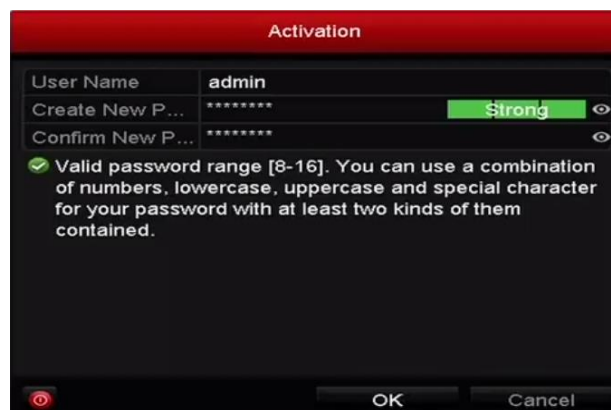 Activation
User Name admin
Create New P... ******** Strong
Confirm New P... ********
Valid password range [8-16]. You can use a combination
of numbers, lowercase, uppercase and special character
for your password with at least two kinds of them
contained.
OK Cancel